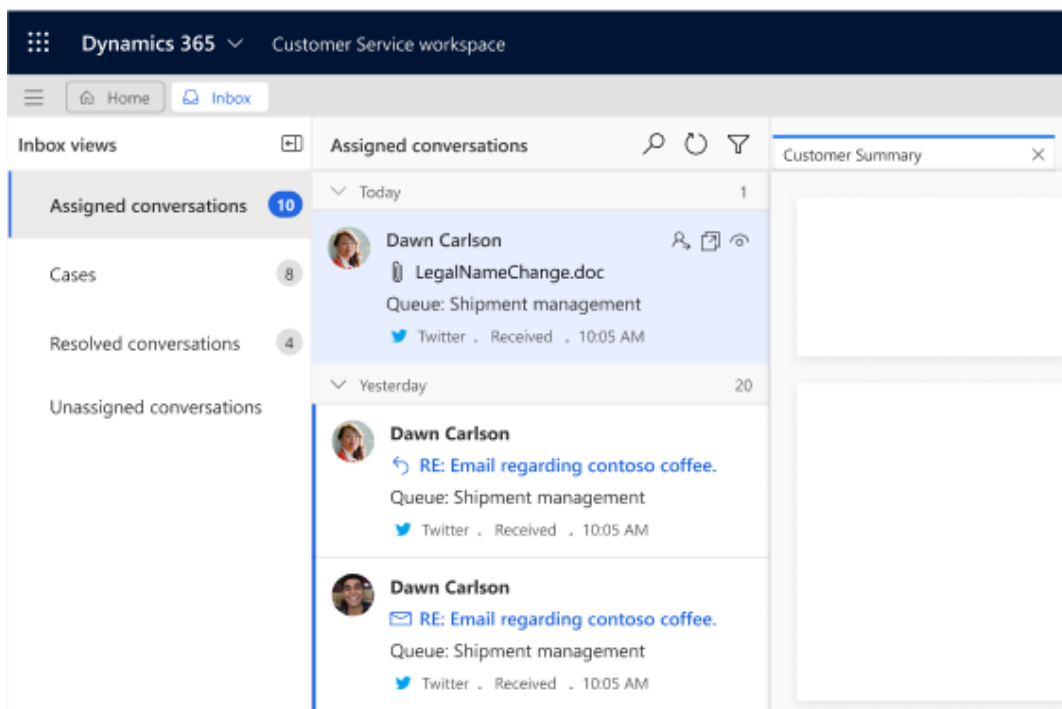 Dynamics 365 Customer Service workspace
Home Inbox
Inbox views
Assigned conversations 10
Cases 8
Resolved conversations 4
Unassigned conversations
Assigned conversations
Today 1
Dawn Carlson
LegalNameChange.doc
Queue: Shipment management
Twitter . Received . 10:05 AM
Yesterday 20
Dawn Carlson
RE: Email regarding contoso coffee.
Queue: Shipment management
Twitter . Received . 10:05 AM
Dawn Carlson
RE: Email regarding contoso coffee.
Queue: Shipment management
Twitter . Received . 10:05 AM
Customer Summary